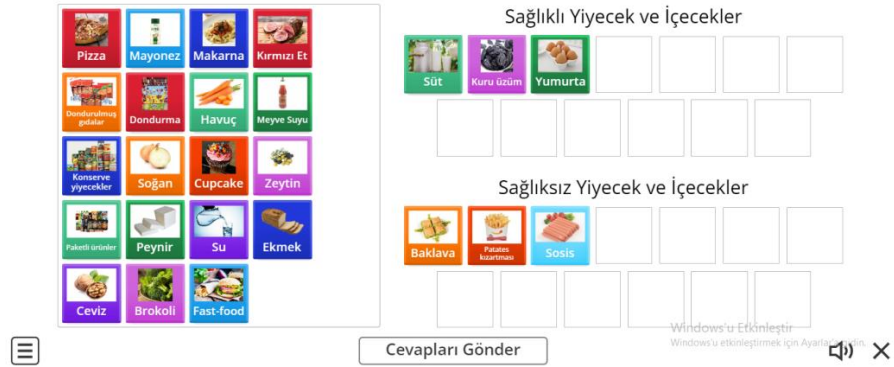 Sağlıklı Yiyecek ve İçecekler
Pizza
Mayonez
Makarna
Kırmızı Et
Süt
Kuru üzüm
Yumurta
Dondurulmuş
gıdalar
Dondurma
Havuç
Meyve Suyu
Konserve
yiyecekler
Soğan
Cupcake
Zeytin
Sağlıksız Yiyecek ve İçecekler
Paketli ürünler
Peynir
Su
Ekmek
Baklava
Patates
kızartması
Sosis
Ceviz
Brokoli
Fast-food
Windows'u Etkinleştir
Windows'u etkinleştirmek için
Cevapları Gönder